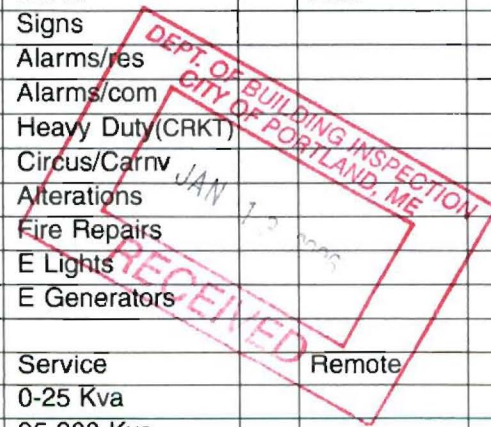 Signs
Alarms/res
Alarms/com
Heavy Duty(CRKT)
Circus/Carnv
Alterations
Fire Repairs
E Lights
E Generators
Service Remote
0-25 Kva
DEPT. OF BUILDING INSPECTION
CITY OF PORTLAND, ME
JAN
RECEIVED